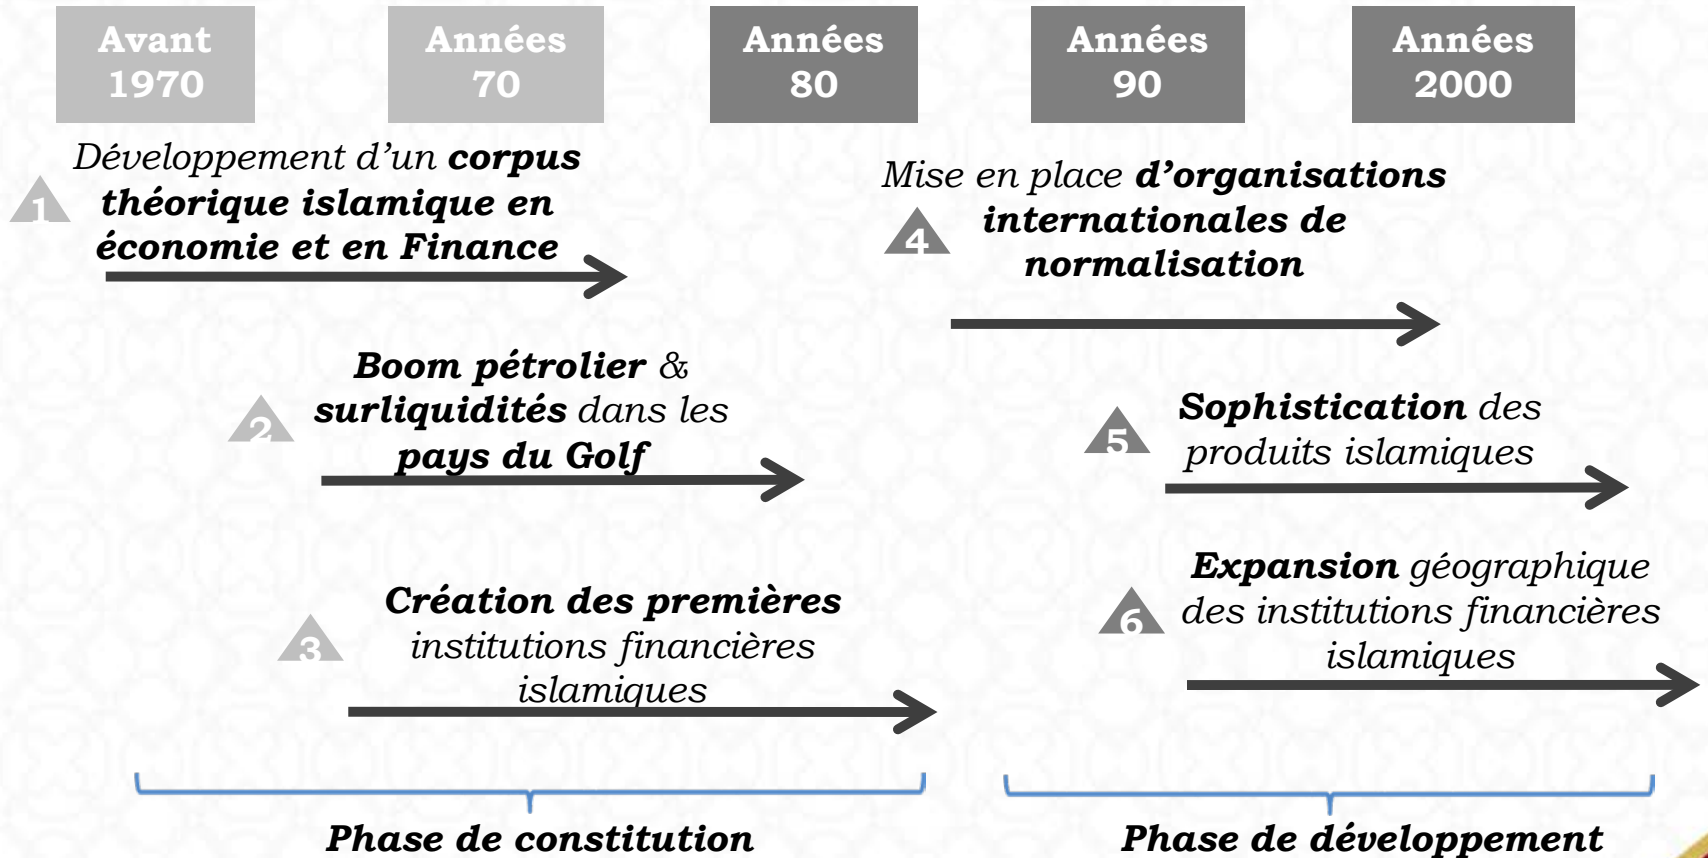 Avant
1970
Années
70
Années
80
Années
90
Années
2000
1
Développement d’un corpus
théorique islamique en
économie et en Finance
4
Mise en place d’organisations
internationales de
normalisation
2
Boom pétrolier &
surliquidités dans les
pays du Golf
5
Sophistication des
produits islamiques
3
Création des premières
institutions financières
islamiques
6
Expansion géographique
des institutions financières
islamiques
Phase de constitution
Phase de développement